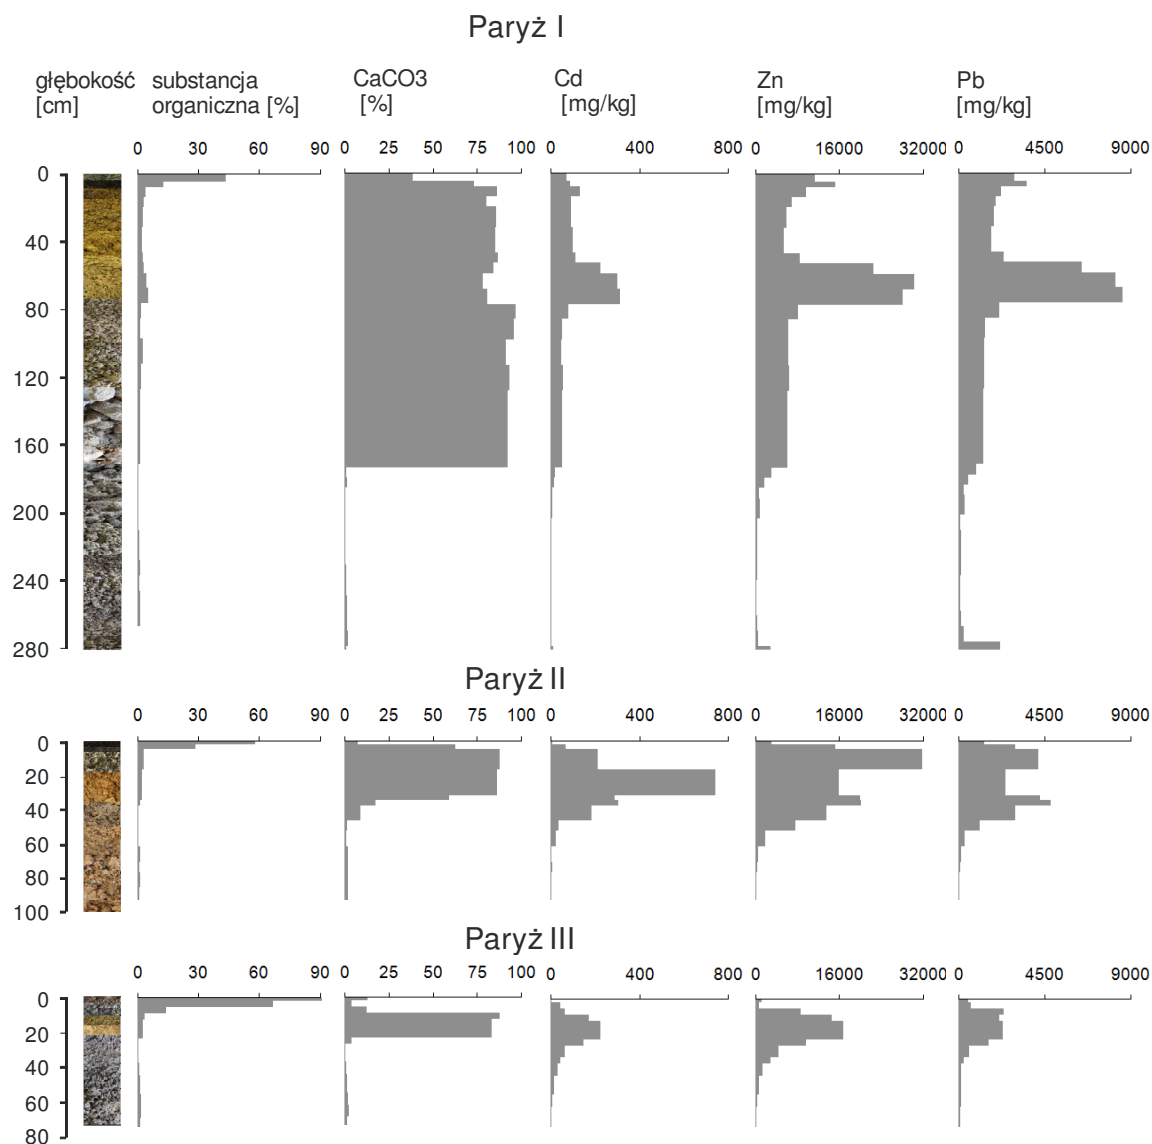 Paryż I
głębokość substancja CaCO3 Cd Zn Pb
[cm] organiczna [%] [%] [mg/kg] [mg/kg] [mg/kg]
0 30 60 90 0 25 50 75 100 0 400 800 0 16000 32000 0 4500 9000
0
40
80
120
160
200
240
280
Paryż II
0 30 60 90 0 25 50 75 100 0 400 800 0 16000 32000 0 4500 9000
0
20
40
60
80
100
Paryż III
0 30 60 90 0 25 50 75 100 0 400 800 0 16000 32000 0 4500 9000
0
20
40
60
80